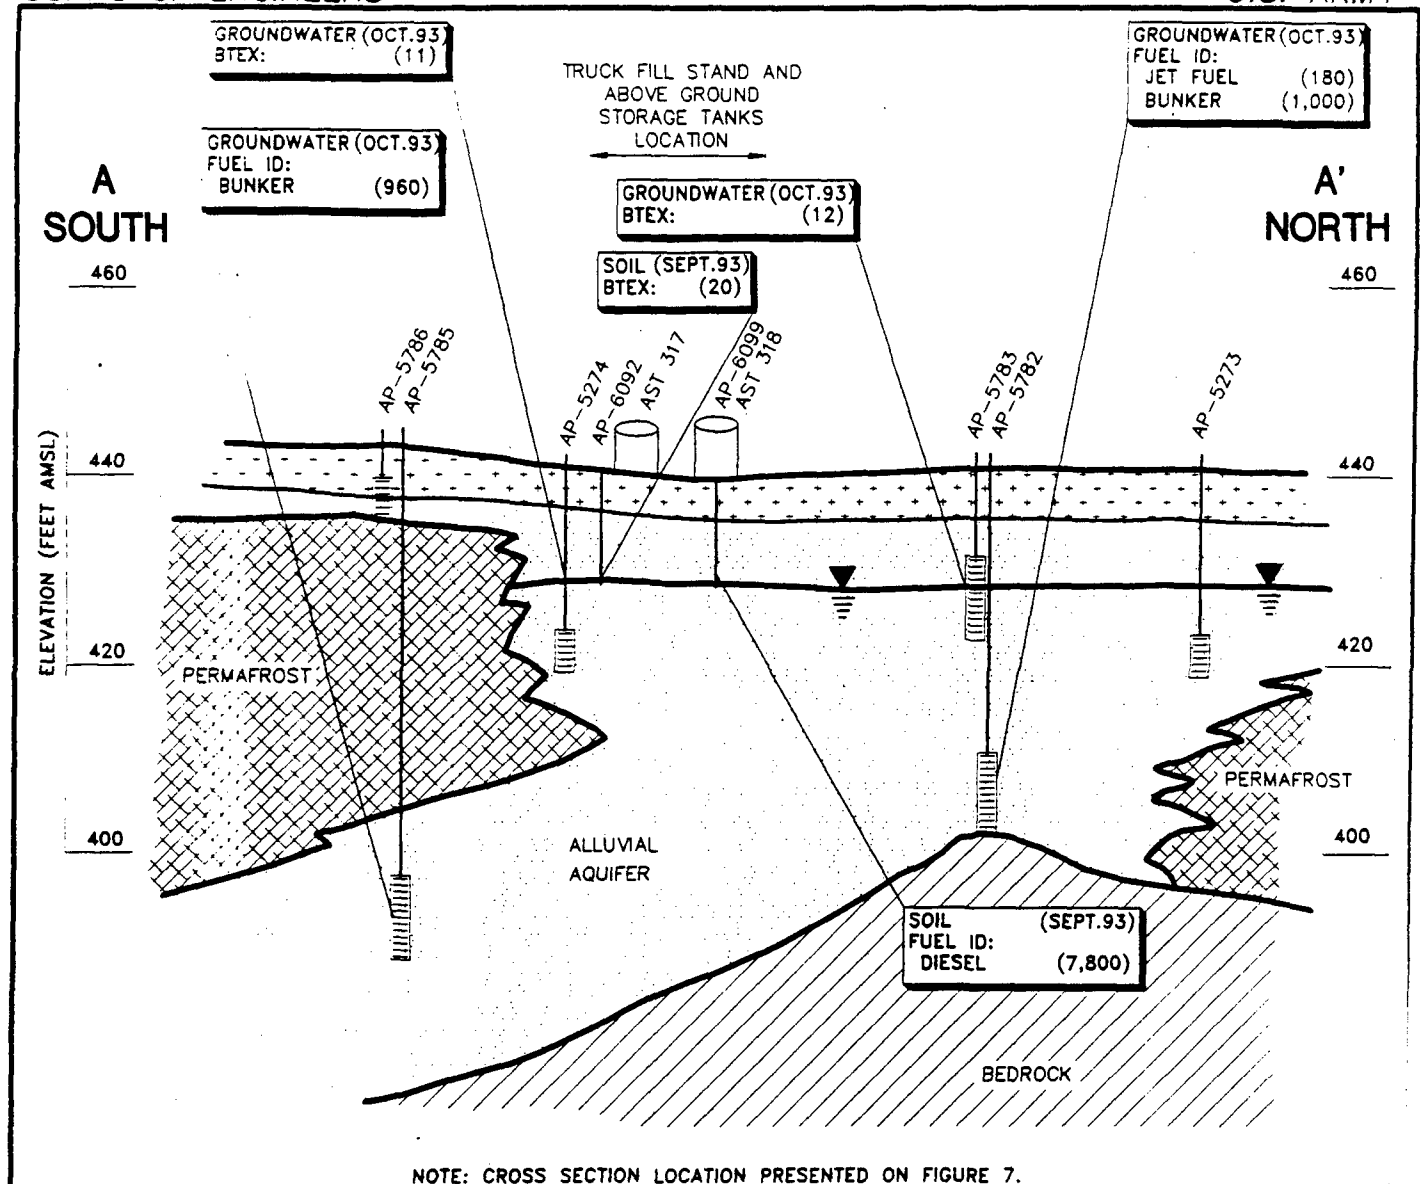 GROUNDWATER (OCT.93)
BTEX: (11)
TRUCK FILL STAND AND
ABOVE GROUND
STORAGE TANKS
LOCATION
GROUNDWATER (OCT.93)
FUEL ID:
JET FUEL (180)
BUNKER (1,000)
GROUNDWATER (OCT.93)
FUEL ID:
BUNKER (960)
A
SOUTH
A'
NORTH
GROUNDWATER (OCT.93)
BTEX: (12)
SOIL (SEPT.93)
BTEX: (20)
460
460
AP-5786
AP-5785
AP-5274
AP-6092
AST 317
AP-6099
AST 318
AP-5783
AP-5782
AP-5273
ELEVATION (FEET AMSL)
440
440
420
420
PERMAFROST
PERMAFROST
400
400
ALLUVIAL
AQUIFER
SOIL (SEPT.93)
FUEL ID:
DIESEL (7,800)
BEDROCK
NOTE: CROSS SECTION LOCATION PRESENTED ON FIGURE 7.